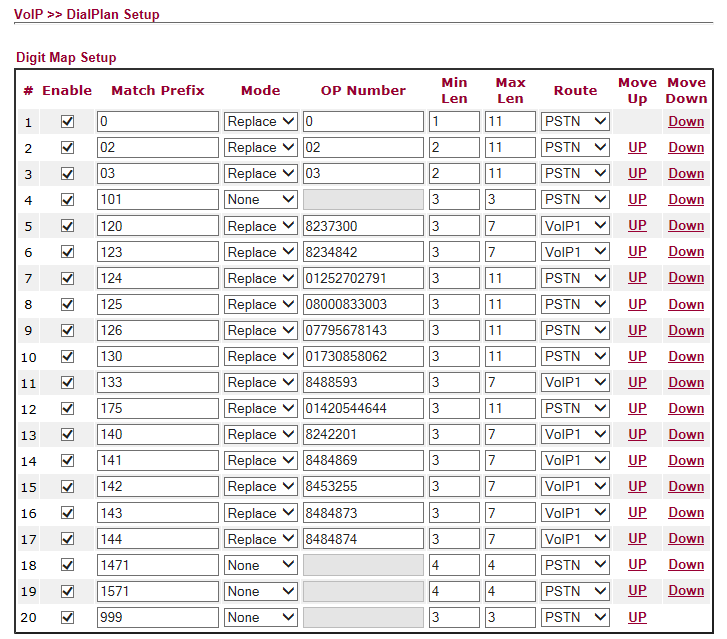 VoIP >> DialPlan Setup
Digit Map Setup
# Enable Match Prefix Mode OP Number Min Len Max Len Route Move Up Move Down
1 0 Replace 0 1 11 PSTN Down
2 02 Replace 02 2 11 PSTN UP Down
3 03 Replace 03 2 11 PSTN UP Down
4 101 None 3 3 PSTN UP Down
5 120 Replace 8237300 3 7 VoIP1 UP Down
6 123 Replace 8234842 3 7 VoIP1 UP Down
7 124 Replace 01252702791 3 11 PSTN UP Down
8 125 Replace 08000833003 3 11 PSTN UP Down
9 126 Replace 07795678143 3 11 PSTN UP Down
10 130 Replace 01730858062 3 11 PSTN UP Down
11 133 Replace 8488593 3 7 VoIP1 UP Down
12 175 Replace 01420544644 3 11 PSTN UP Down
13 140 Replace 8242201 3 7 VoIP1 UP Down
14 141 Replace 8484869 3 7 VoIP1 UP Down
15 142 Replace 8453255 3 7 VoIP1 UP Down
16 143 Replace 8484873 3 7 VoIP1 UP Down
17 144 Replace 8484874 3 7 VoIP1 UP Down
18 1471 None 4 4 PSTN UP Down
19 1571 None 4 4 PSTN UP Down
20 999 None 3 3 PSTN UP